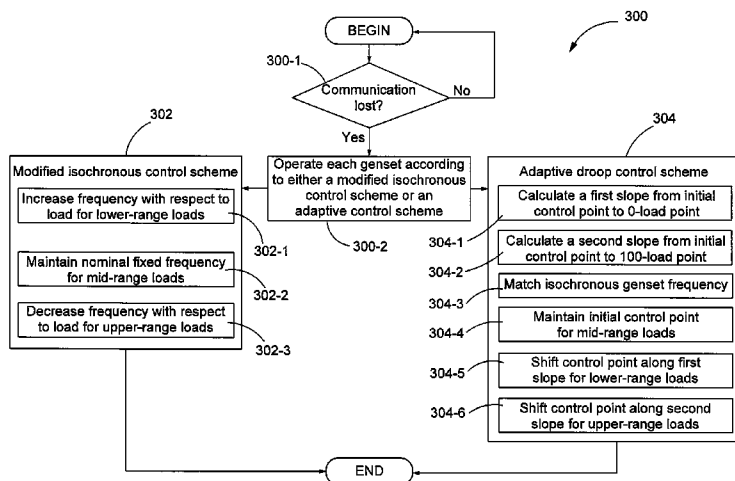 BEGIN
300
300-1
Communication
lost?
No
Yes
302
304
Operate each genset according
to either a modified isochronous
control scheme or an
adaptive control scheme
300-2
Modified isochronous control scheme
Increase frequency with respect to
load for lower-range loads
302-1
Maintain nominal fixed frequency
for mid-range loads
302-2
Decrease frequency with respect
to load for upper-range loads
302-3
Adaptive droop control scheme
Calculate a first slope from initial
control point to 0-load point
304-1
Calculate a second slope from initial
control point to 100-load point
304-2
Match isochronous genset frequency
304-3
Maintain initial control point
for mid-range loads
304-4
Shift control point along first
slope for lower-range loads
304-5
Shift control point along second
slope for upper-range loads
304-6
END